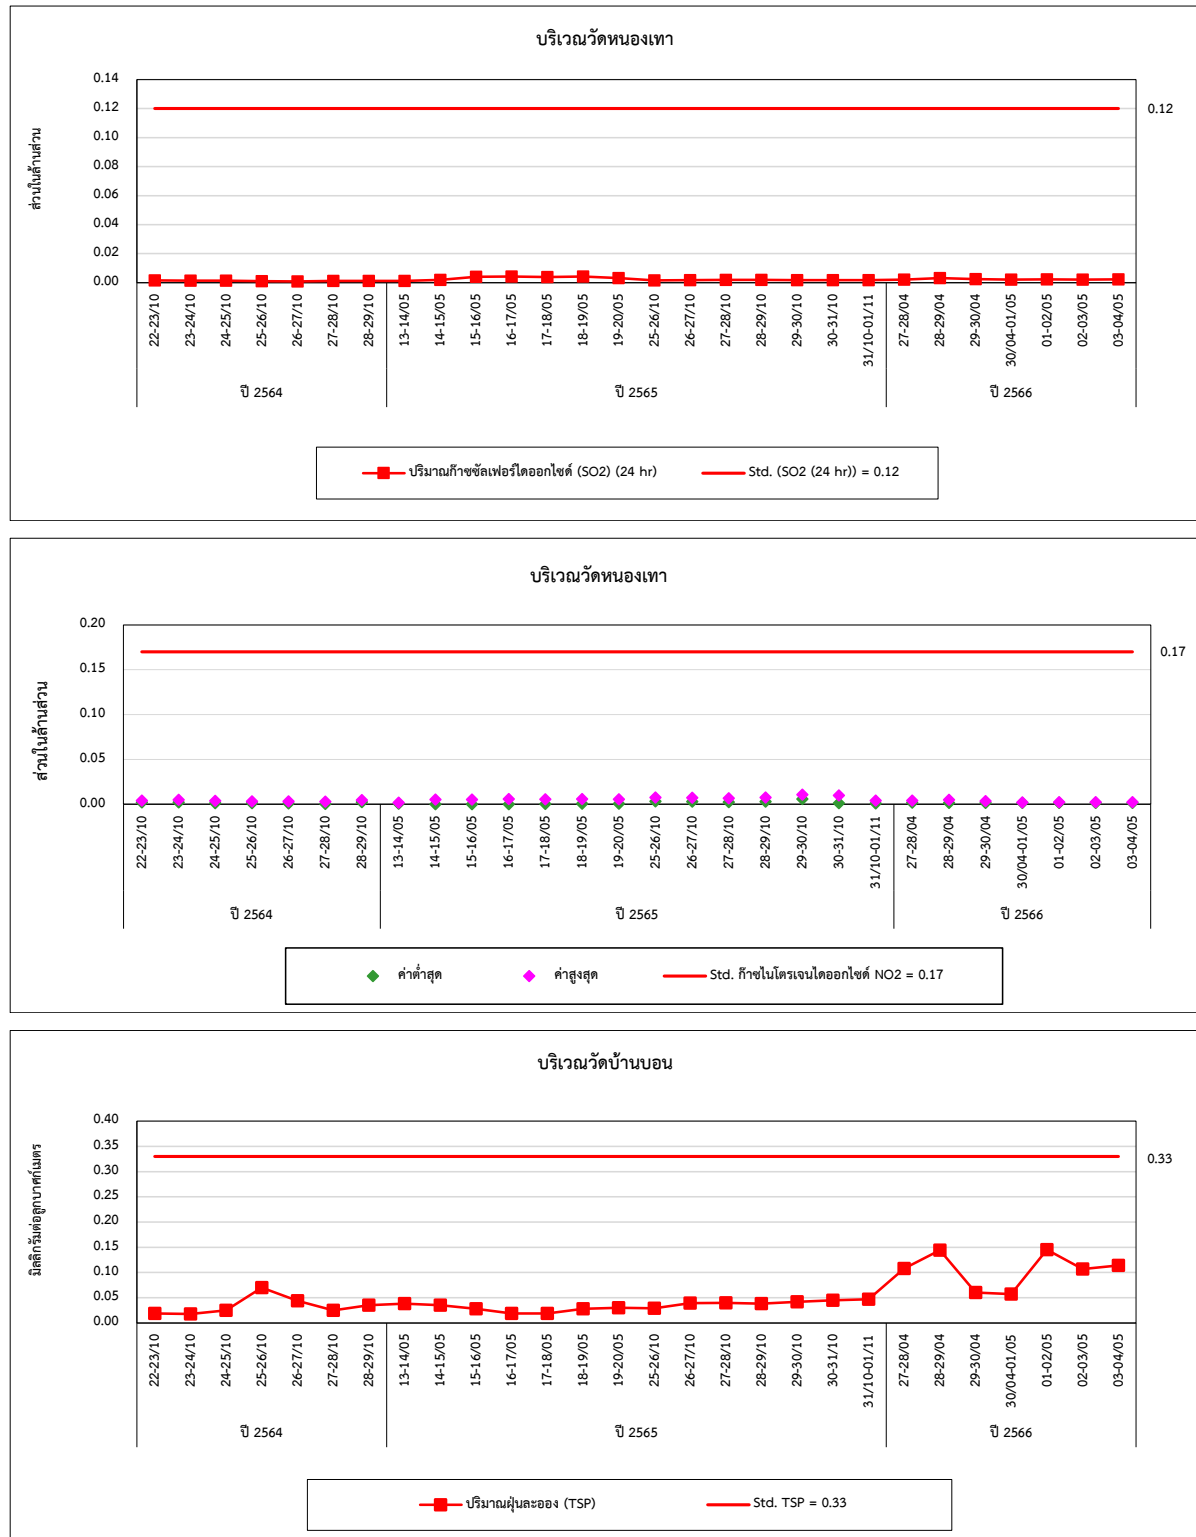 บริเวณวัดหนองเทา
ส่วนในล้านส่วน
0.14
0.12
0.10
0.08
0.06
0.04
0.02
0.00
0.12
22-23/10 23-24/10 24-25/10 25-26/10 26-27/10 27-28/10 28-29/10 13-14/05 14-15/05 15-16/05 16-17/05 17-18/05 18-19/05 19-20/05 25-26/10 26-27/10 27-28/10 28-29/10 29-30/10 30-31/10 31/10-01/11 27-28/04 28-29/04 29-30/04 30/04-01/05 01-02/05 02-03/05 03-04/05
ปี 2564 ปี 2565 ปี 2566
ปริมาณก๊าซซัลเฟอร์ไดออกไซด์ (SO2) (24 hr) Std. (SO2 (24 hr)) = 0.12
บริเวณวัดหนองเทา
ส่วนในล้านส่วน
0.20
0.15
0.10
0.05
0.00
0.17
22-23/10 23-24/10 24-25/10 25-26/10 26-27/10 27-28/10 28-29/10 13-14/05 14-15/05 15-16/05 16-17/05 17-18/05 18-19/05 19-20/05 25-26/10 26-27/10 27-28/10 28-29/10 29-30/10 30-31/10 31/10-01/11 27-28/04 28-29/04 29-30/04 30/04-01/05 01-02/05 02-03/05 03-04/05
ปี 2564 ปี 2565 ปี 2566
ค่าต่ำสุด ค่าสูงสุด Std. ก๊าซไนโตรเจนไดออกไซด์ NO2 = 0.17
บริเวณวัดบ้านบอน
มิลลิกรัมต่อลูกบาศก์เมตร
0.40
0.35
0.30
0.25
0.20
0.15
0.10
0.05
0.00
0.33
22-23/10 23-24/10 24-25/10 25-26/10 26-27/10 27-28/10 28-29/10 13-14/05 14-15/05 15-16/05 16-17/05 17-18/05 18-19/05 19-20/05 25-26/10 26-27/10 27-28/10 28-29/10 29-30/10 30-31/10 31/10-01/11 27-28/04 28-29/04 29-30/04 30/04-01/05 01-02/05 02-03/05 03-04/05
ปี 2564 ปี 2565 ปี 2566
ปริมาณฝุ่นละออง (TSP) Std. TSP = 0.33